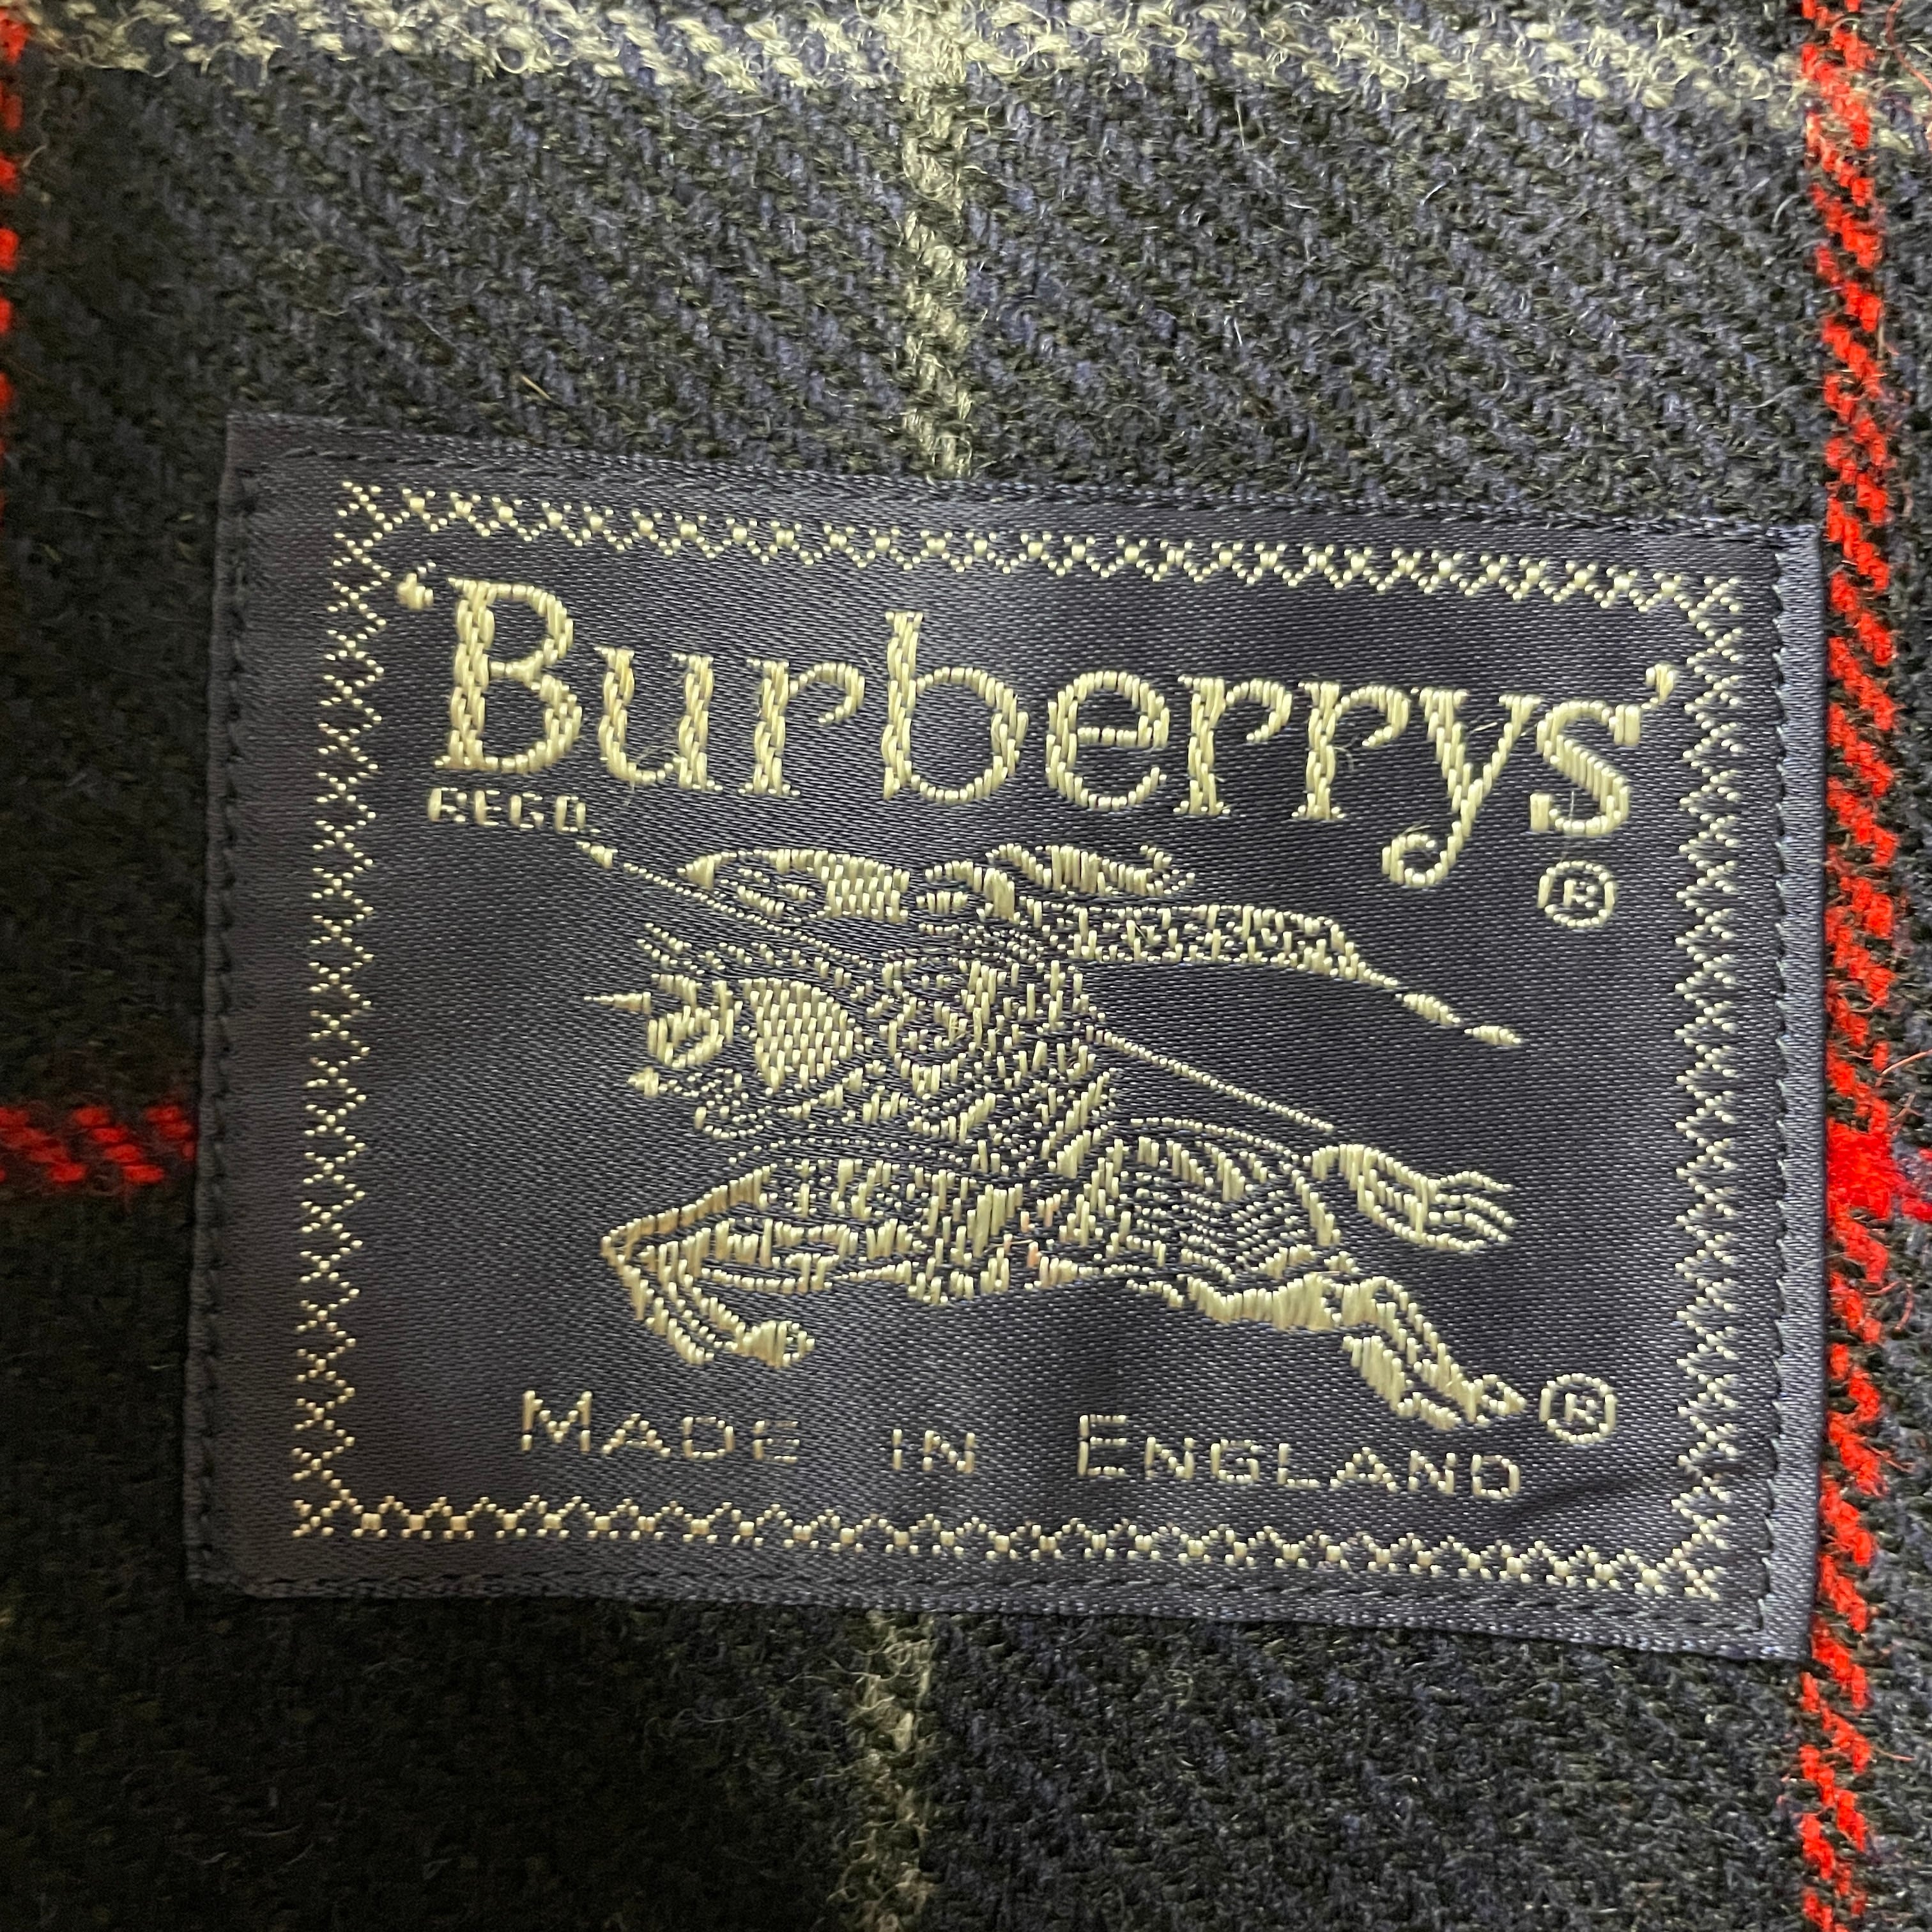 ‘Burberrys’
REGD.
®
®
MADE IN ENGLAND